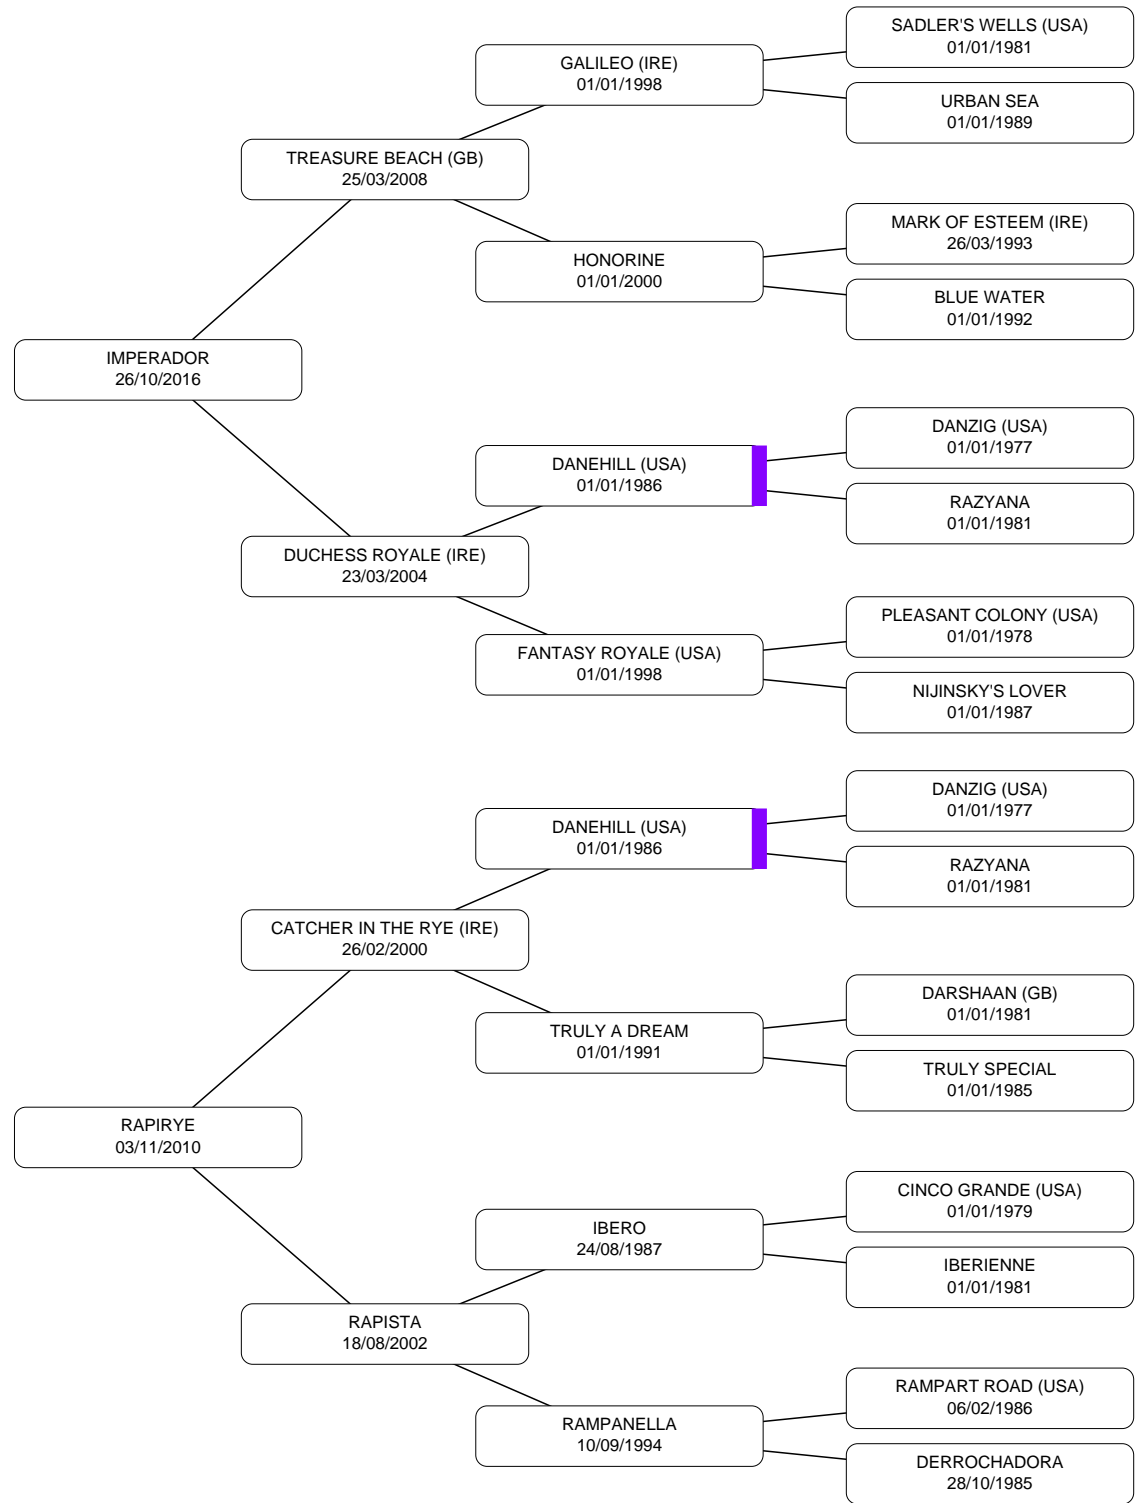 SADLER'S WELLS (USA)
01/01/1981
GALILEO (IRE)
01/01/1998
URBAN SEA
01/01/1989
TREASURE BEACH (GB)
25/03/2008
MARK OF ESTEEM (IRE)
26/03/1993
HONORINE
01/01/2000
BLUE WATER
01/01/1992
IMPERADOR
26/10/2016
DANZIG (USA)
01/01/1977
DANEHILL (USA)
01/01/1986
RAZYANA
01/01/1981
DUCHESS ROYALE (IRE)
23/03/2004
PLEASANT COLONY (USA)
01/01/1978
FANTASY ROYALE (USA)
01/01/1998
NIJINSKY'S LOVER
01/01/1987
DANZIG (USA)
01/01/1977
DANEHILL (USA)
01/01/1986
RAZYANA
01/01/1981
CATCHER IN THE RYE (IRE)
26/02/2000
DARSHAAN (GB)
01/01/1981
TRULY A DREAM
01/01/1991
TRULY SPECIAL
01/01/1985
RAPIRYE
03/11/2010
CINCO GRANDE (USA)
01/01/1979
IBERO
24/08/1987
IBERIENNE
01/01/1981
RAPISTA
18/08/2002
RAMPART ROAD (USA)
06/02/1986
RAMPANELLA
10/09/1994
DERROCHADORA
28/10/1985